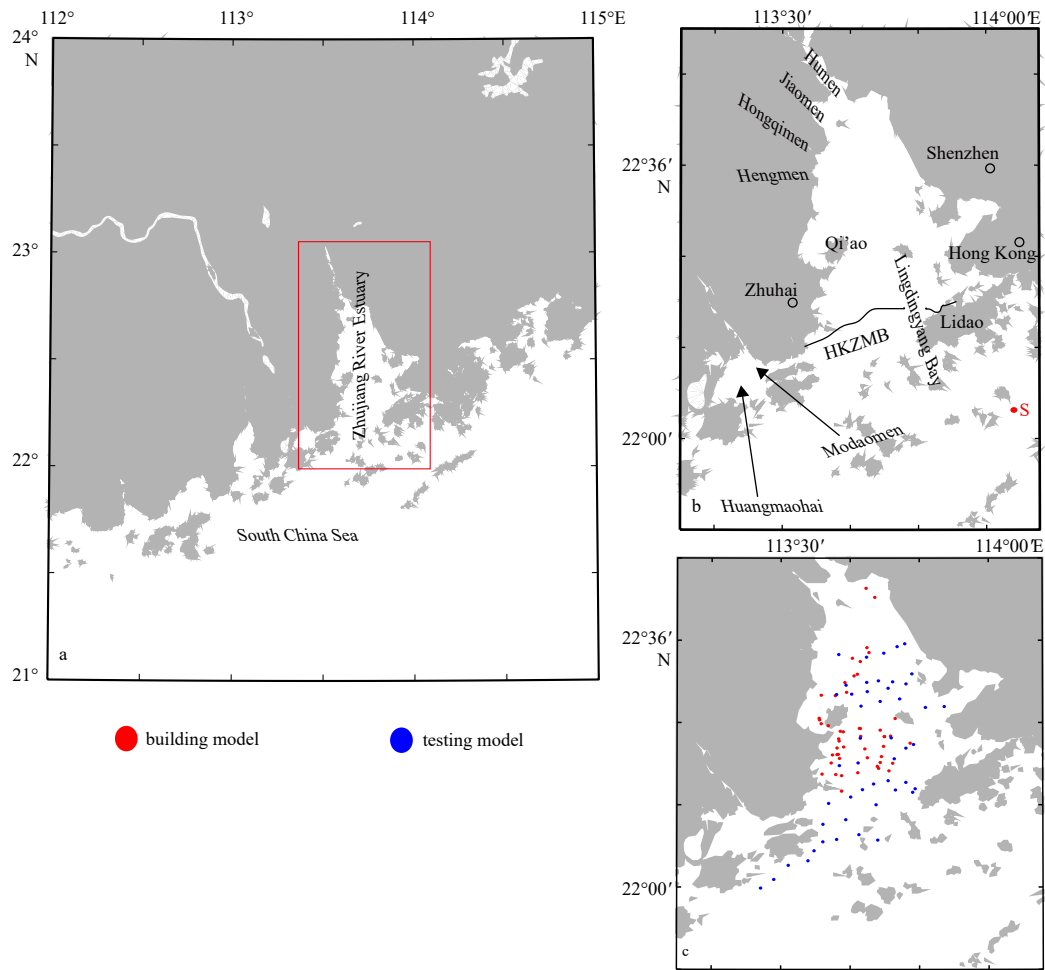 112° 113° 114° 115°E
24°
N
23°
22°
21°
Zhujiang River Estuary
South China Sea
a
building model
testing model
113°30′ 114°00′E
22°36′
N
22°00′
Humen
Jiaomen
Hongqimen
Hengmen
Shenzhen
Qi'ao
Hong Kong
Lingdingyang Bay
Zhuhai
Lidao
HKZMB
S
Modaomen
Huangmaohai
b
113°30′ 114°00′E
22°36′
N
22°00′
c